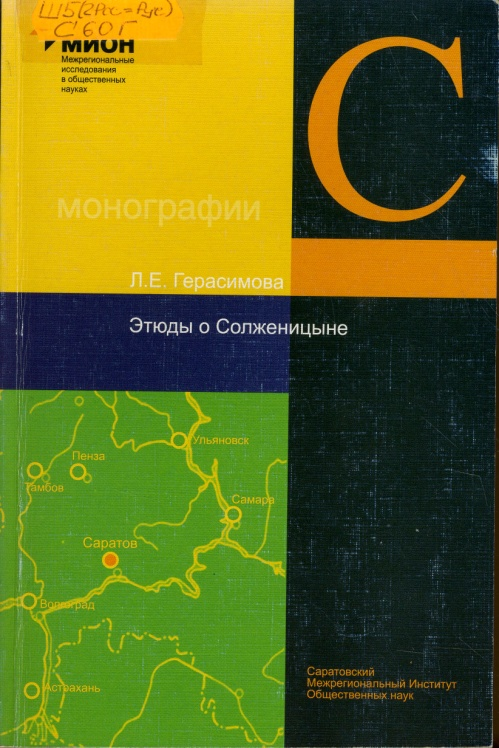 Ш5(2Рос=Рус)
С60Г
МИОН
Межрегиональные
исследования
в общественных
науках
С
монографии
Л.Е. Герасимова
Этюды о Солженицыне
Ульяновск
Пенза
Тамбов
Самара
Саратов
Волгоград
Астрахань
Саратовский
Межрегиональный Институт
Общественных наук